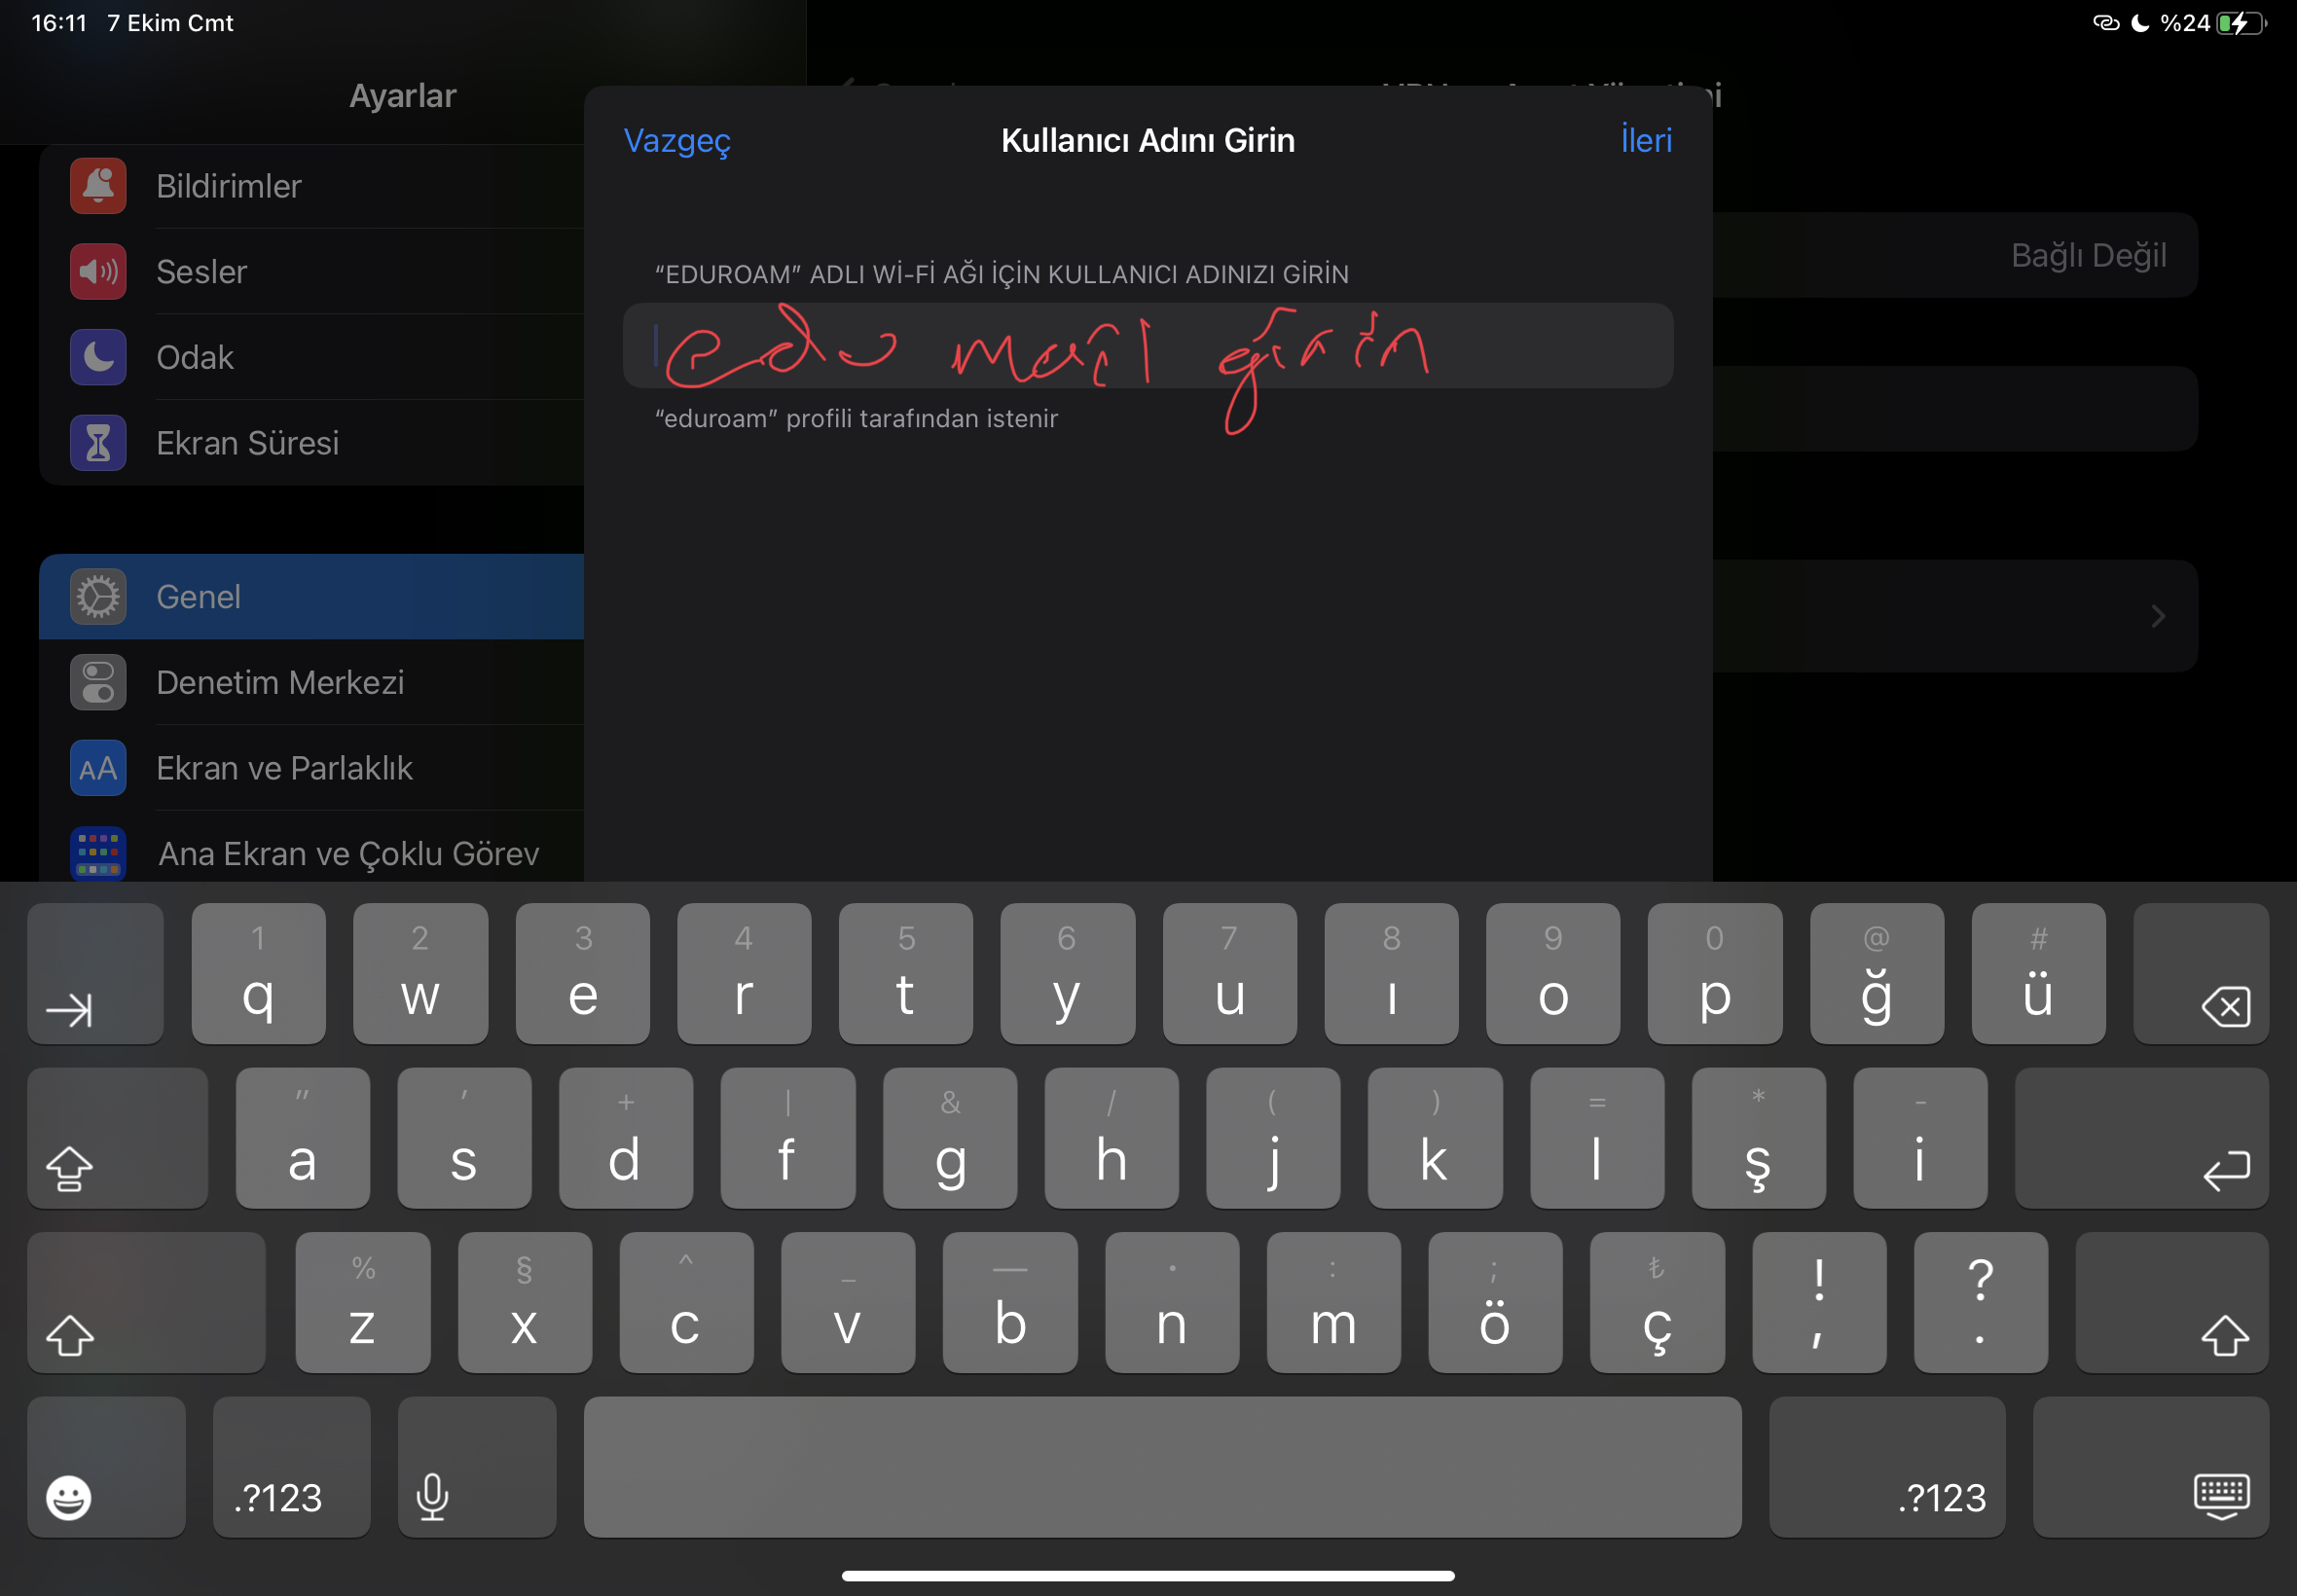 16:11 7 Ekim Cmt %24
Ayarlar
Vazgeç Kullanıcı Adını Girin İleri
Bildirimler
Sesler
Odak
Ekran Süresi
Genel
Denetim Merkezi
AA Ekran ve Parlaklık
Ana Ekran ve Çoklu Görev
Bağlı Değil
“EDUROAM” ADLI Wİ-Fİ AĞI İÇİN KULLANICI ADINIZI GİRİN
edu mail girin
“eduroam” profili tarafından istenir
1 2 3 4 5 6 7 8 9 0 @ #
q w e r t y u ı o p ğ ü
" ' + | & / ( ) = * -
a s d f g h j k l ş i
% § ^ _ — • : ; ₺ ! ?
z x c v b n m ö ç , .
.?123 .?123